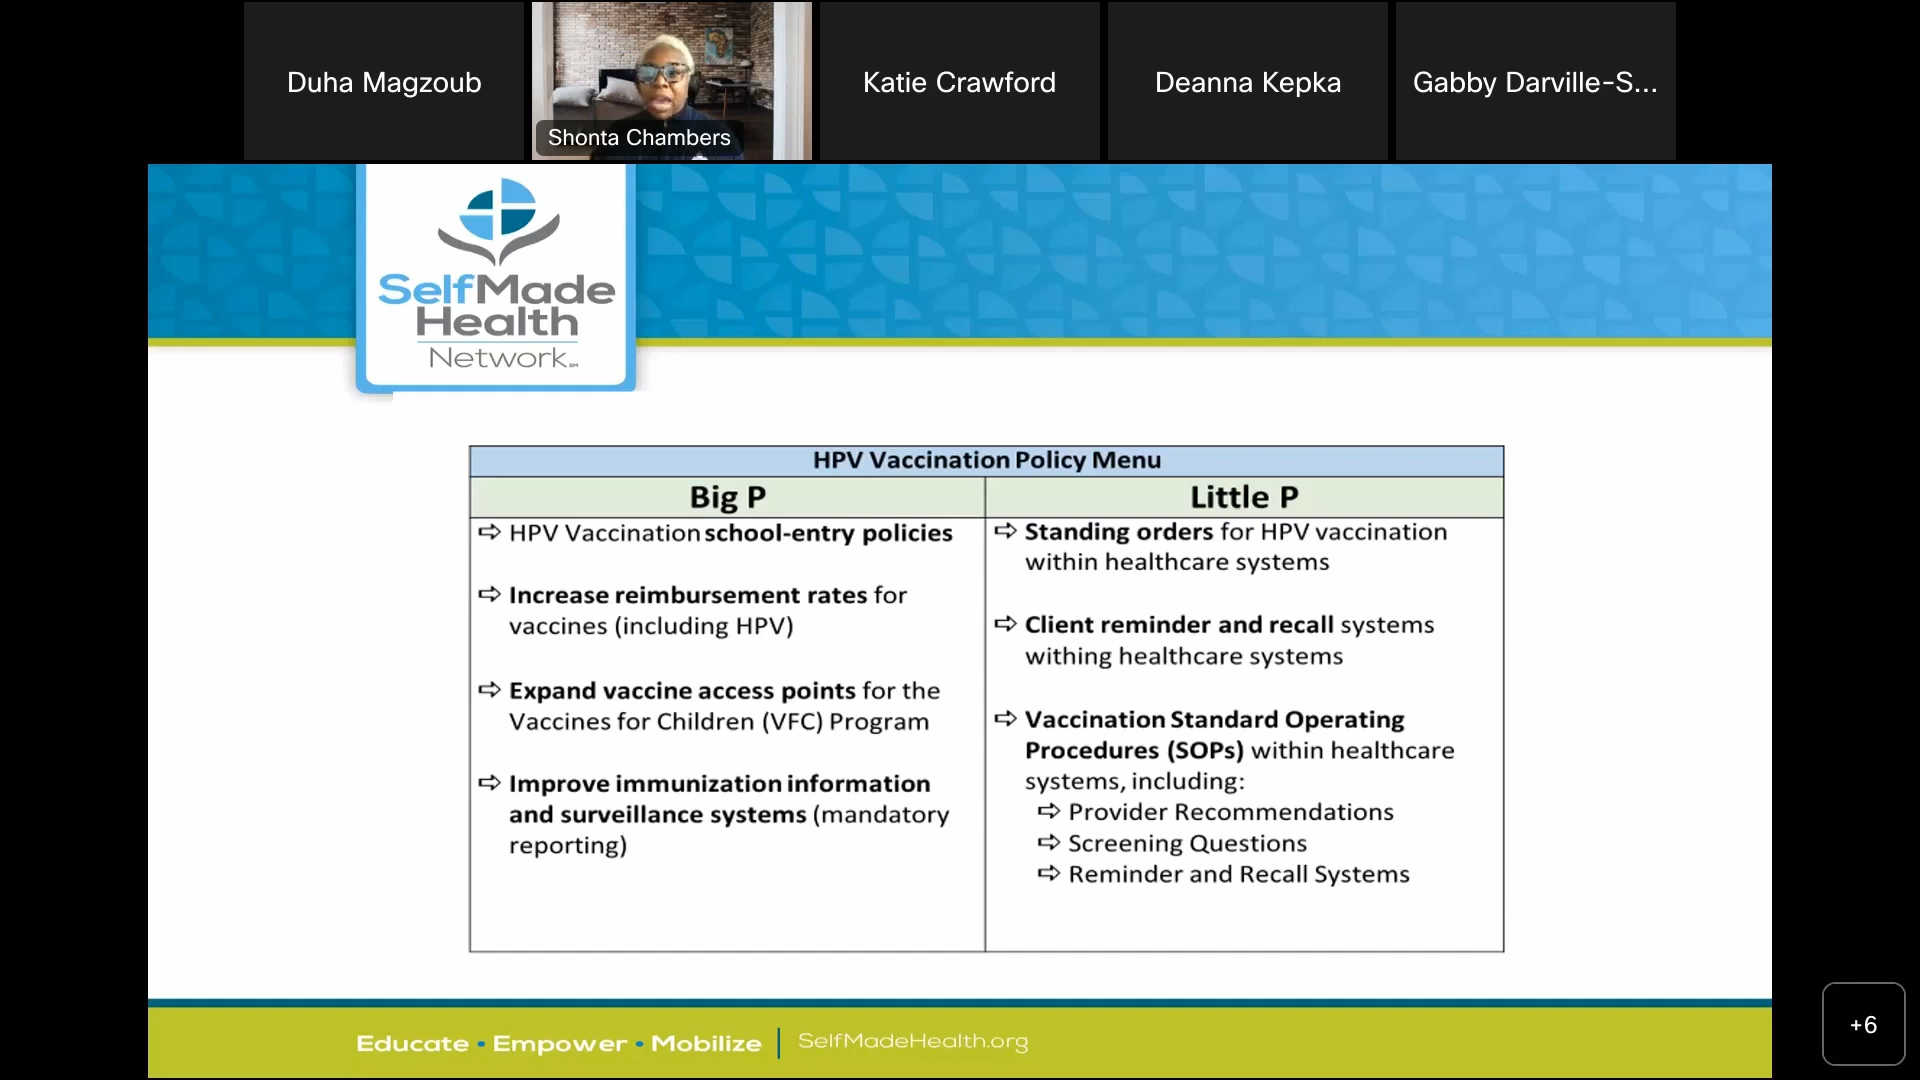 Duha Magzoub
Shonta Chambers
Katie Crawford
Deanna Kepka
Gabby Darville-S...
SelfMade
Health
Network SM
HPV Vaccination Policy Menu
Big P
HPV Vaccination school-entry policies
Increase reimbursement rates for
vaccines (including HPV)
Expand vaccine access points for the
Vaccines for Children (VFC) Program
Improve immunization information
and surveillance systems (mandatory
reporting)
Little P
Standing orders for HPV vaccination
within healthcare systems
Client reminder and recall systems
withing healthcare systems
Vaccination Standard Operating
Procedures (SOPs) within healthcare
systems, including:
Provider Recommendations
Screening Questions
Reminder and Recall Systems
Educate • Empower • Mobilize | SelfMadeHealth.org
+6